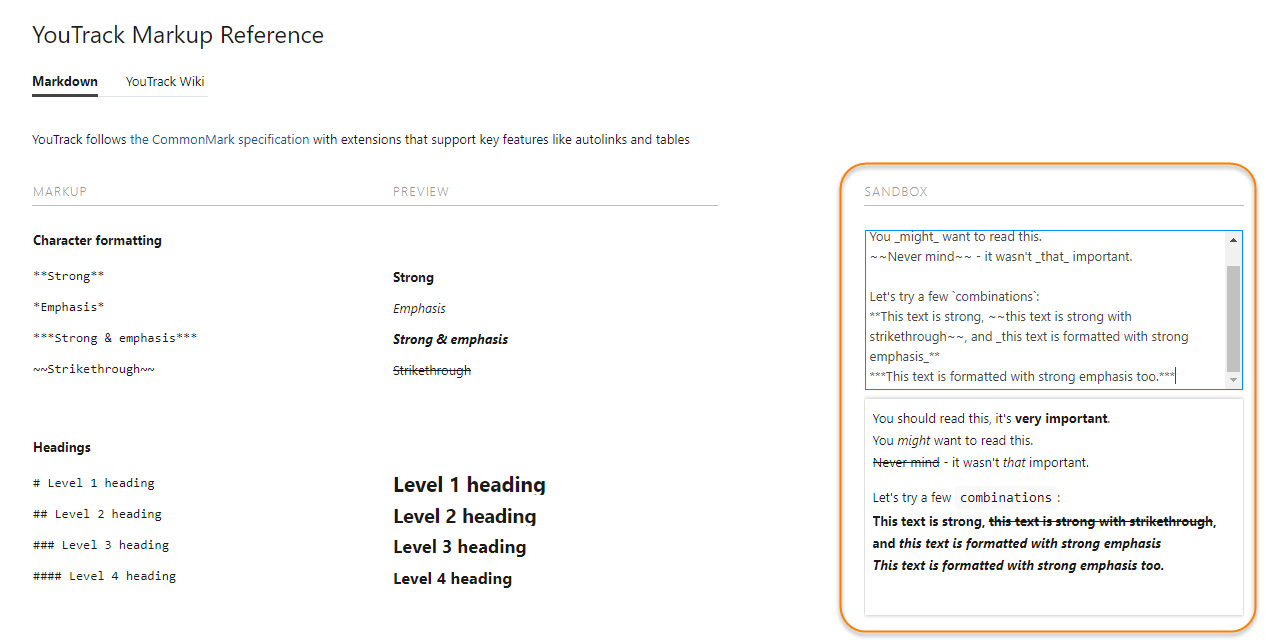 YouTrack Markup Reference
Markdown YouTrack Wiki
YouTrack follows the CommonMark specification with extensions that support key features like autolinks and tables
MARKUP PREVIEW
Character formatting
**Strong** Strong
*Emphasis* Emphasis
***Strong & emphasis*** Strong & emphasis
~~Strikethrough~~ Strikethrough
Headings
# Level 1 heading Level 1 heading
## Level 2 heading Level 2 heading
### Level 3 heading Level 3 heading
#### Level 4 heading Level 4 heading
SANDBOX
You _might_ want to read this.
~~Never mind~~ - it wasn't _that_ important.
Let's try a few `combinations`:
**This text is strong, ~~this text is strong with
strikethrough~~, and _this text is formatted with strong
emphasis_**
***This text is formatted with strong emphasis too.***
You should read this, it's very important.
You might want to read this.
Never mind - it wasn't that important.
Let's try a few combinations :
This text is strong, this text is strong with strikethrough,
and this text is formatted with strong emphasis
This text is formatted with strong emphasis too.